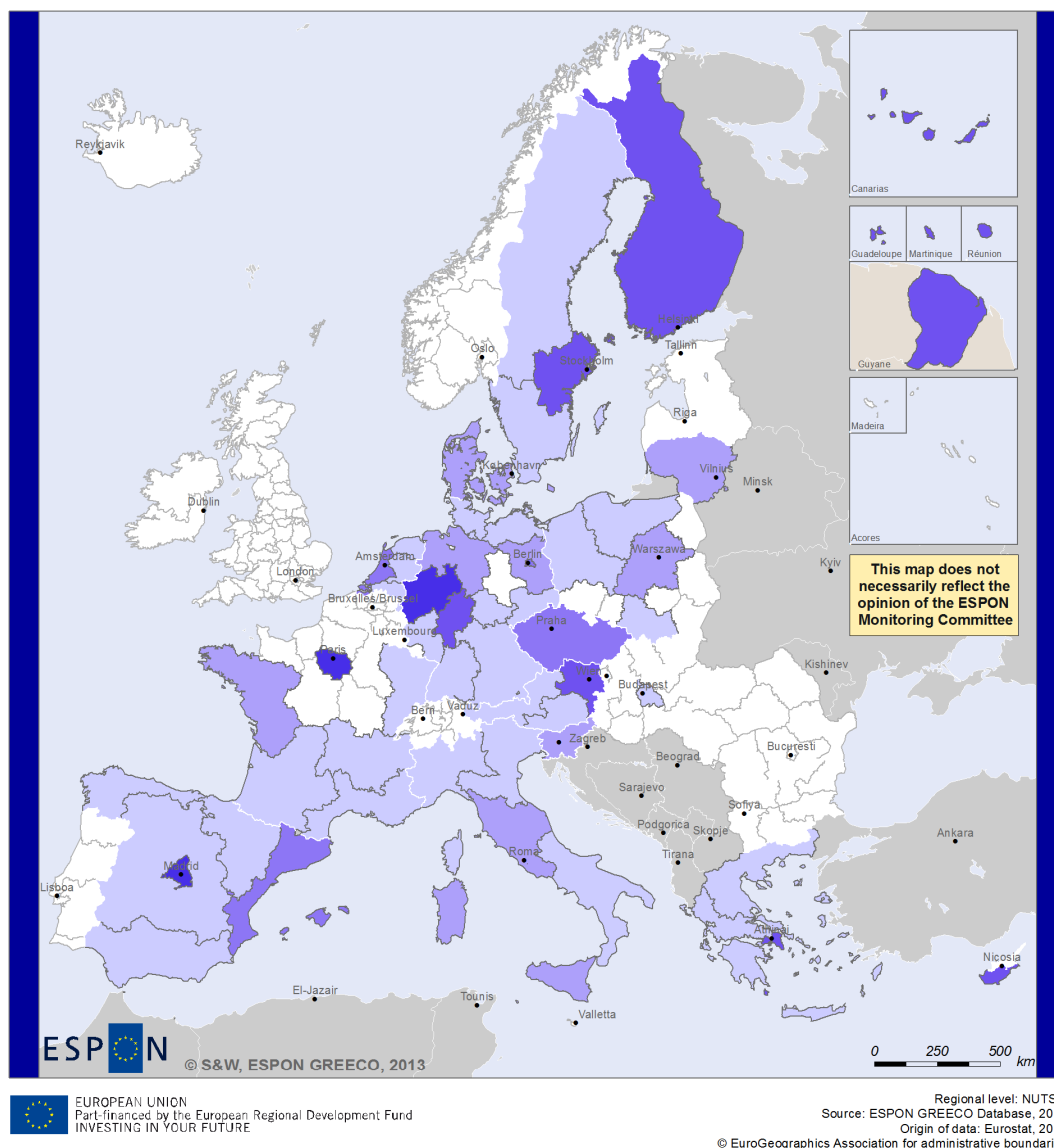 Reykjavik
Canarias
Guadeloupe
Martinique
Réunion
Guyane
Madeira
Acores
Oslo
Stockholm
Tallinn
Riga
København
Vilnius
Minsk
Dublin
London
Amsterdam
Berlin
Warszawa
Kyiv
Bruxelles/Brussel
Luxembourg
Praha
Paris
Kishinev
Budapest
Bern
Vaduz
Zagreb
Bucuresti
Beograd
Sarajevo
Sofiya
Podgorica
Skopje
Tirana
Ankara
Roma
Madrid
Lisboa
Athinai
Nicosia
El-Jazair
Tounis
Valletta
This map does not
necessarily reflect the
opinion of the ESPON
Monitoring Committee
ESPON
© S&W, ESPON GREECO, 2013
0 250 500
km
EUROPEAN UNION
Part-financed by the European Regional Development Fund
INVESTING IN YOUR FUTURE
Regional level: NUTS
Source: ESPON GREECO Database, 20
Origin of data: Eurostat, 20
© EuroGeographics Association for administrative boundari